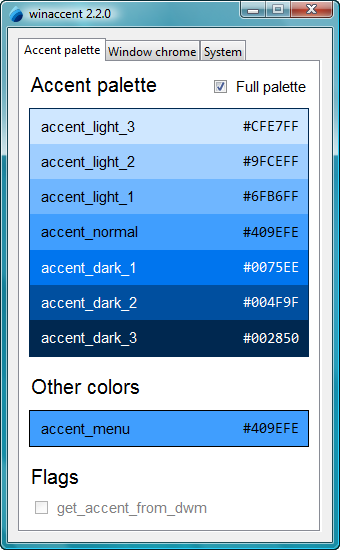 winaccent 2.2.0
Accent palette Window chrome System
Accent palette Full palette
accent_light_3 #CFE7FF
accent_light_2 #9FCEFF
accent_light_1 #6FB6FF
accent_normal #409EFE
accent_dark_1 #0075EE
accent_dark_2 #004F9F
accent_dark_3 #002850
Other colors
accent_menu #409EFE
Flags
get_accent_from_dwm